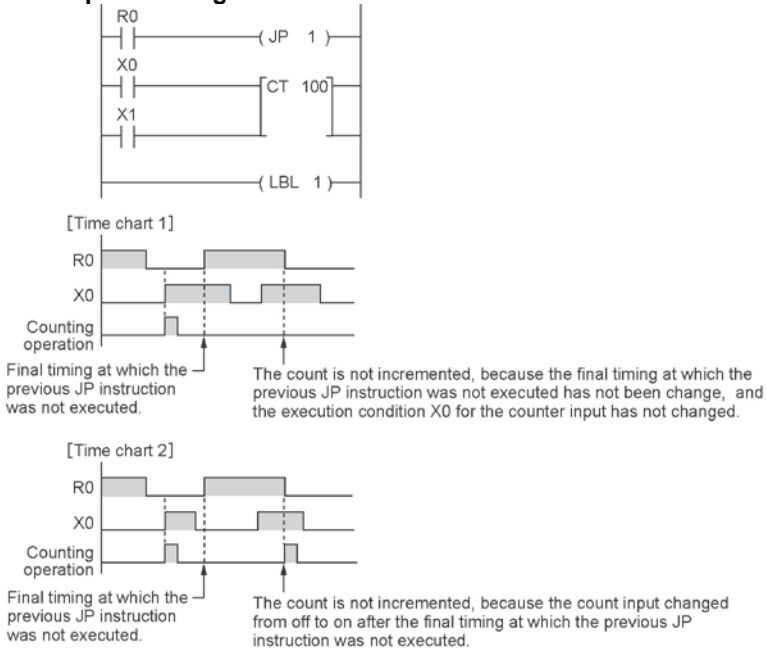 R0
( JP 1 )
X0
[CT 100]
X1
( LBL 1 )
[Time chart 1]
R0
X0
Counting
operation
Final timing at which the
previous JP instruction
was not executed.
The count is not incremented, because the final timing at which the
previous JP instruction was not executed has not been change, and
the execution condition X0 for the counter input has not changed.
[Time chart 2]
R0
X0
Counting
operation
Final timing at which the
previous JP instruction
was not executed.
The count is not incremented, because the count input changed
from off to on after the final timing at which the previous JP
instruction was not executed.